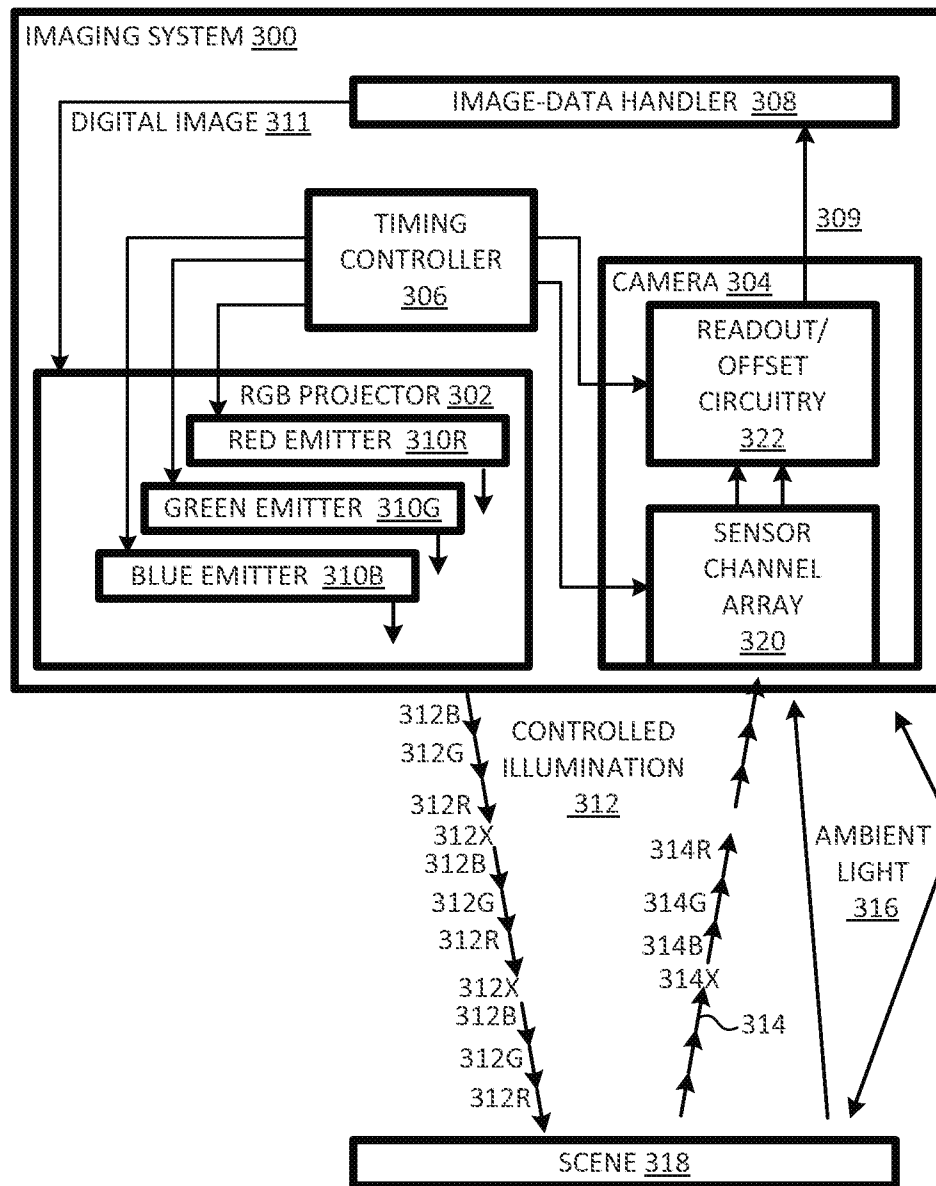 IMAGING SYSTEM 300
IMAGE-DATA HANDLER 308
DIGITAL IMAGE 311
TIMING
CONTROLLER
306
309
CAMERA 304
READOUT/
OFFSET
CIRCUITRY
322
RGB PROJECTOR 302
RED EMITTER 310R
GREEN EMITTER 310G
BLUE EMITTER 310B
SENSOR
CHANNEL
ARRAY
320
312B
312G
312R
312X
312B
312G
312R
312X
312B
312G
312R
CONTROLLED
ILLUMINATION
312
314R
314G
314B
314X
314
AMBIENT
LIGHT
316
SCENE 318